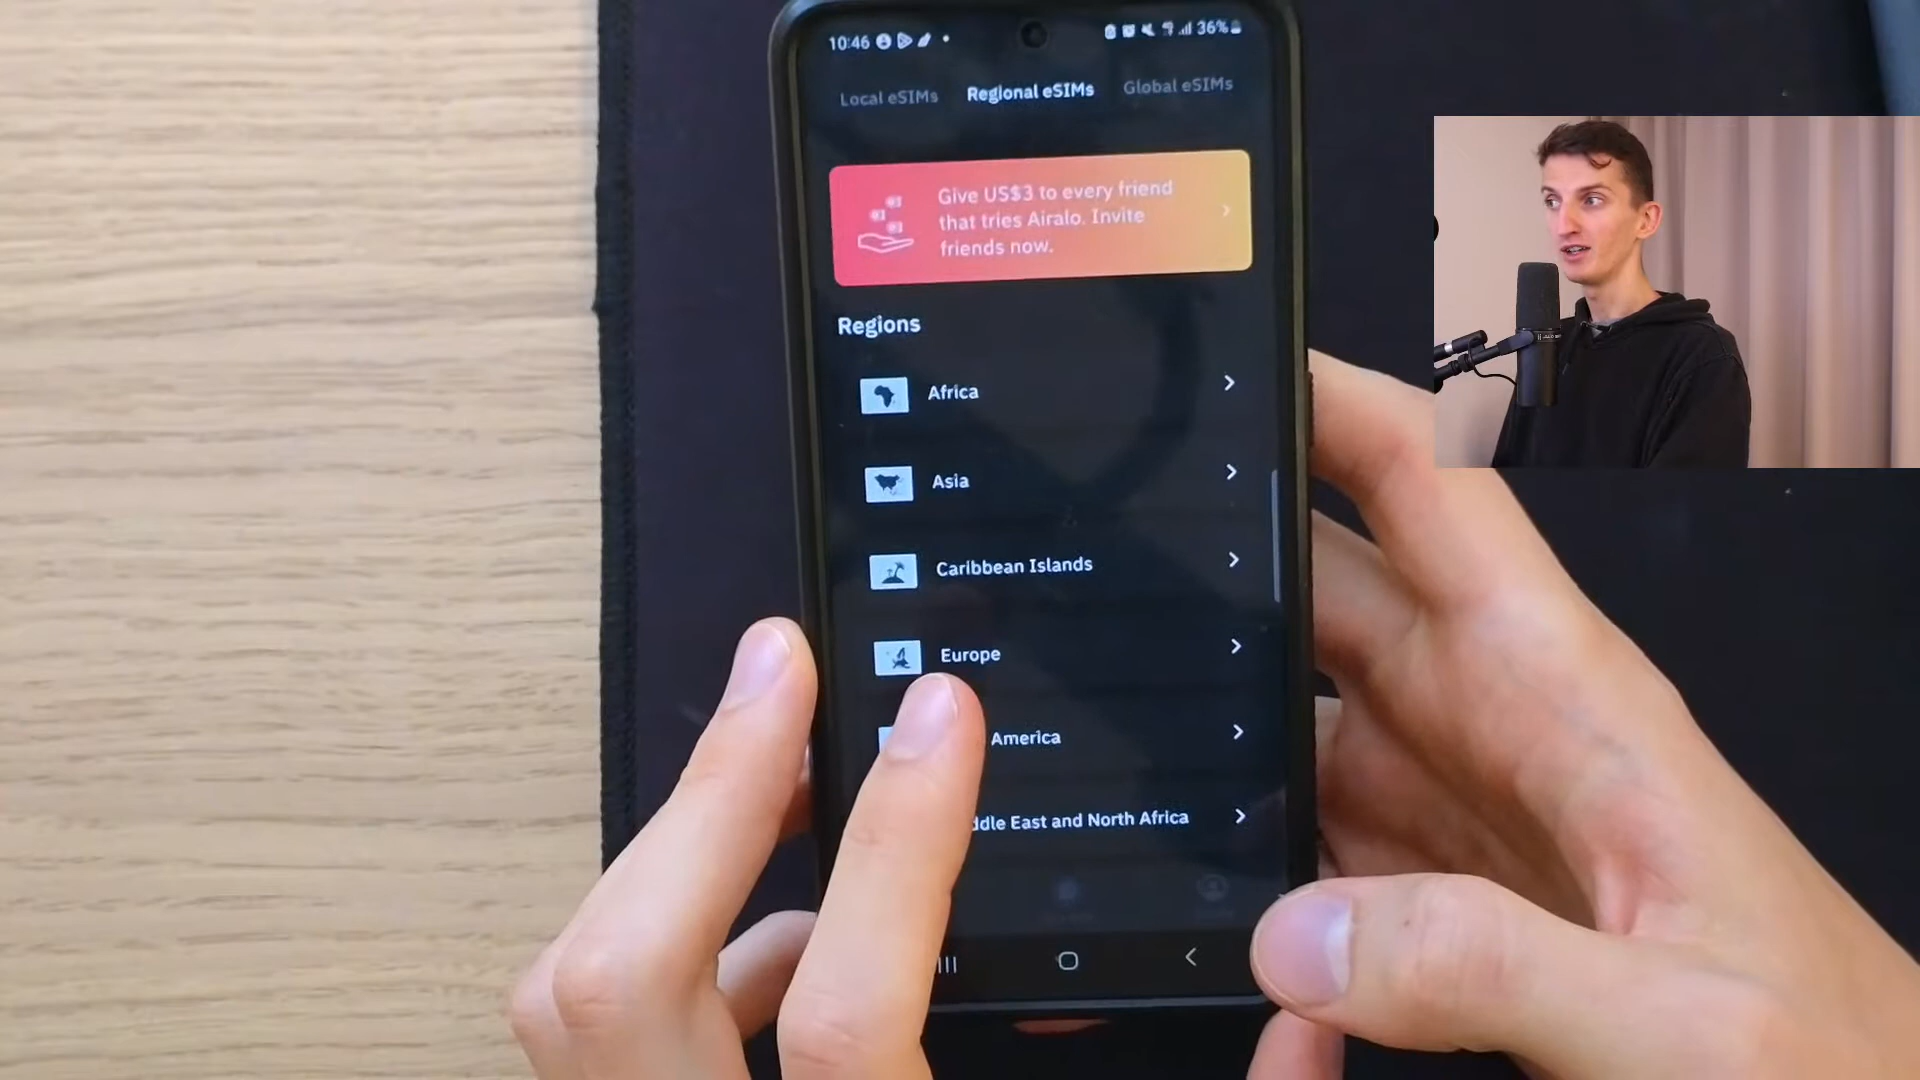 10:46
36%
Local eSIMs Regional eSIMs Global eSIMs
Give US$3 to every friend
that tries Airalo. Invite
friends now.
Regions
Africa
Asia
Caribbean Islands
Europe
America
ddle East and North Africa